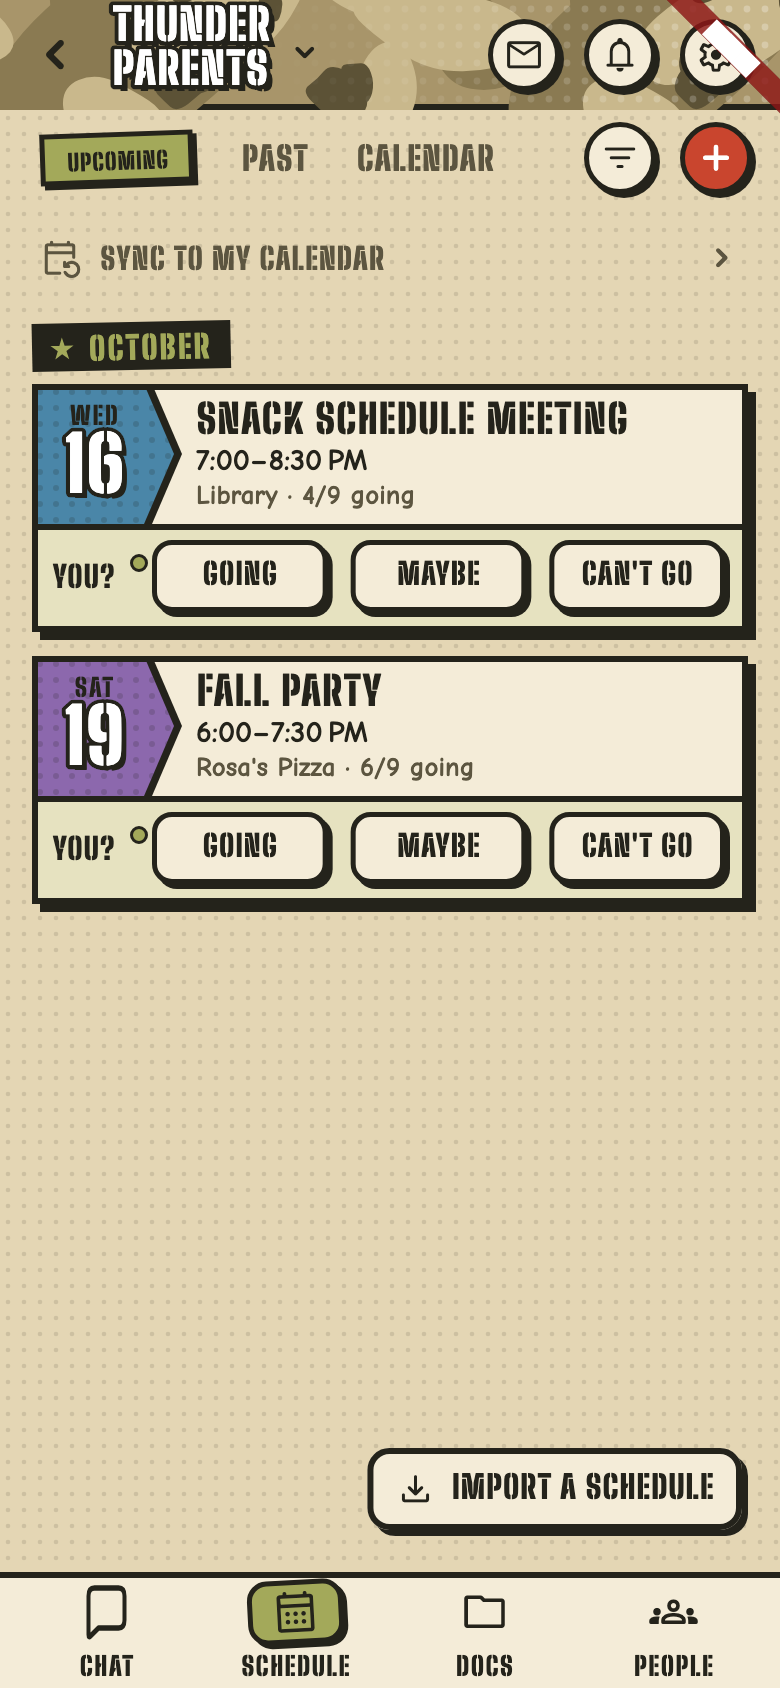 THUNDER
PARENTS
UPCOMING PAST CALENDAR
SYNC TO MY CALENDAR
★ OCTOBER
WED
16
SNACK SCHEDULE MEETING
7:00–8:30 PM
Library · 4/9 going
YOU? GOING MAYBE CAN'T GO
SAT
19
FALL PARTY
6:00–7:30 PM
Rosa's Pizza · 6/9 going
YOU? GOING MAYBE CAN'T GO
IMPORT A SCHEDULE
CHAT SCHEDULE DOCS PEOPLE